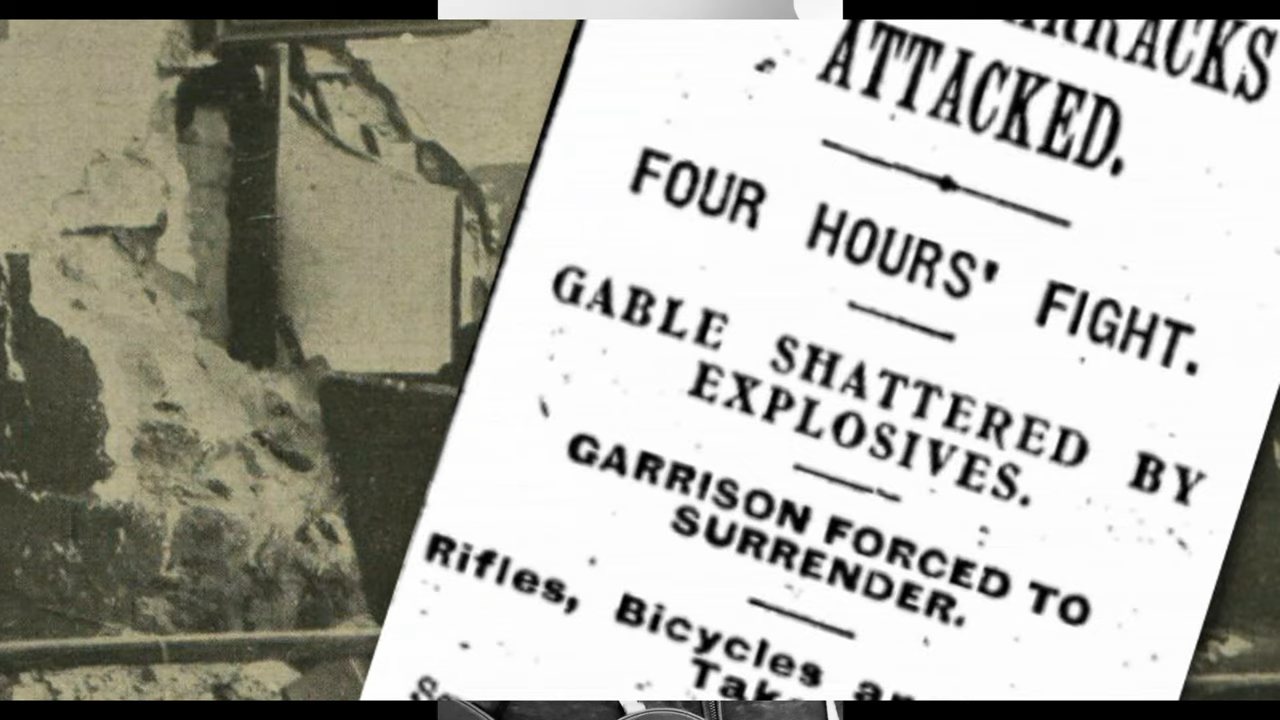 ATTACKED.
FOUR HOURS' FIGHT.
GABLE SHATTERED BY
EXPLOSIVES.
GARRISON FORCED TO
SURRENDER.
Rifles, Bicycles